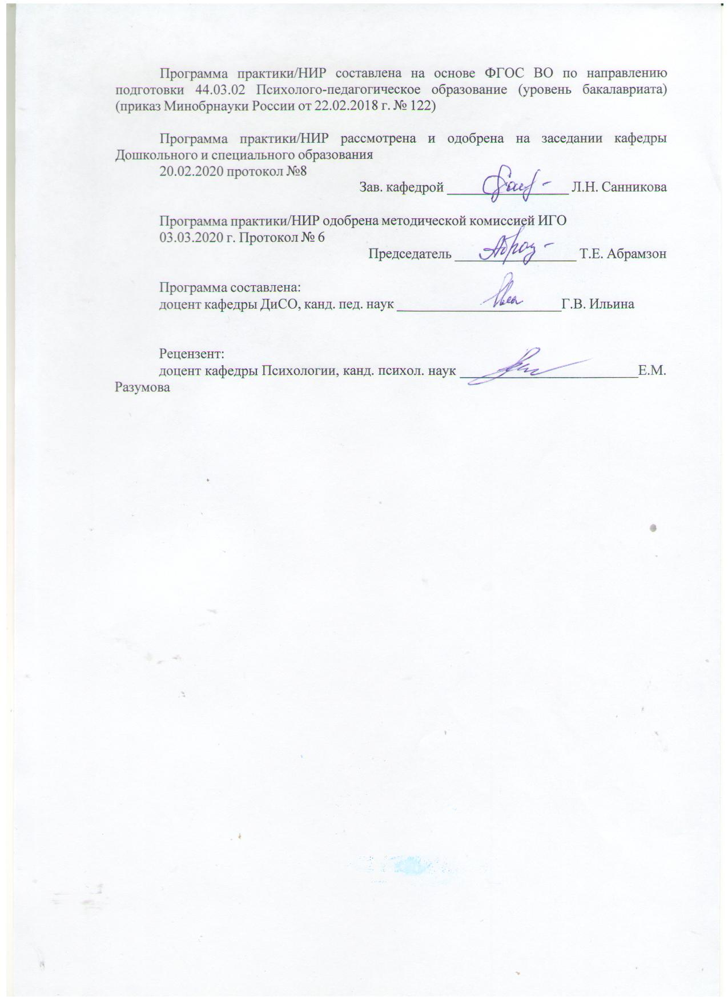 Программа практики/НИР составлена на основе ФГОС ВО по направлению
подготовки 44.03.02 Психолого-педагогическое образование (уровень бакалавриата)
(приказ Минобрнауки России от 22.02.2018 г. № 122)
Программа практики/НИР рассмотрена и одобрена на заседании кафедры
Дошкольного и специального образования
20.02.2020 протокол №8
Зав. кафедрой _________________ Л.Н. Санникова
Программа практики/НИР одобрена методической комиссией ИГО
03.03.2020 г. Протокол № 6
Председатель _________________ Т.Е. Абрамзон
Программа составлена:
доцент кафедры ДиСО, канд. пед. наук _______________________Г.В. Ильина
Рецензент:
доцент кафедры Психологии, канд. психол. наук _________________________Е.М.
Разумова